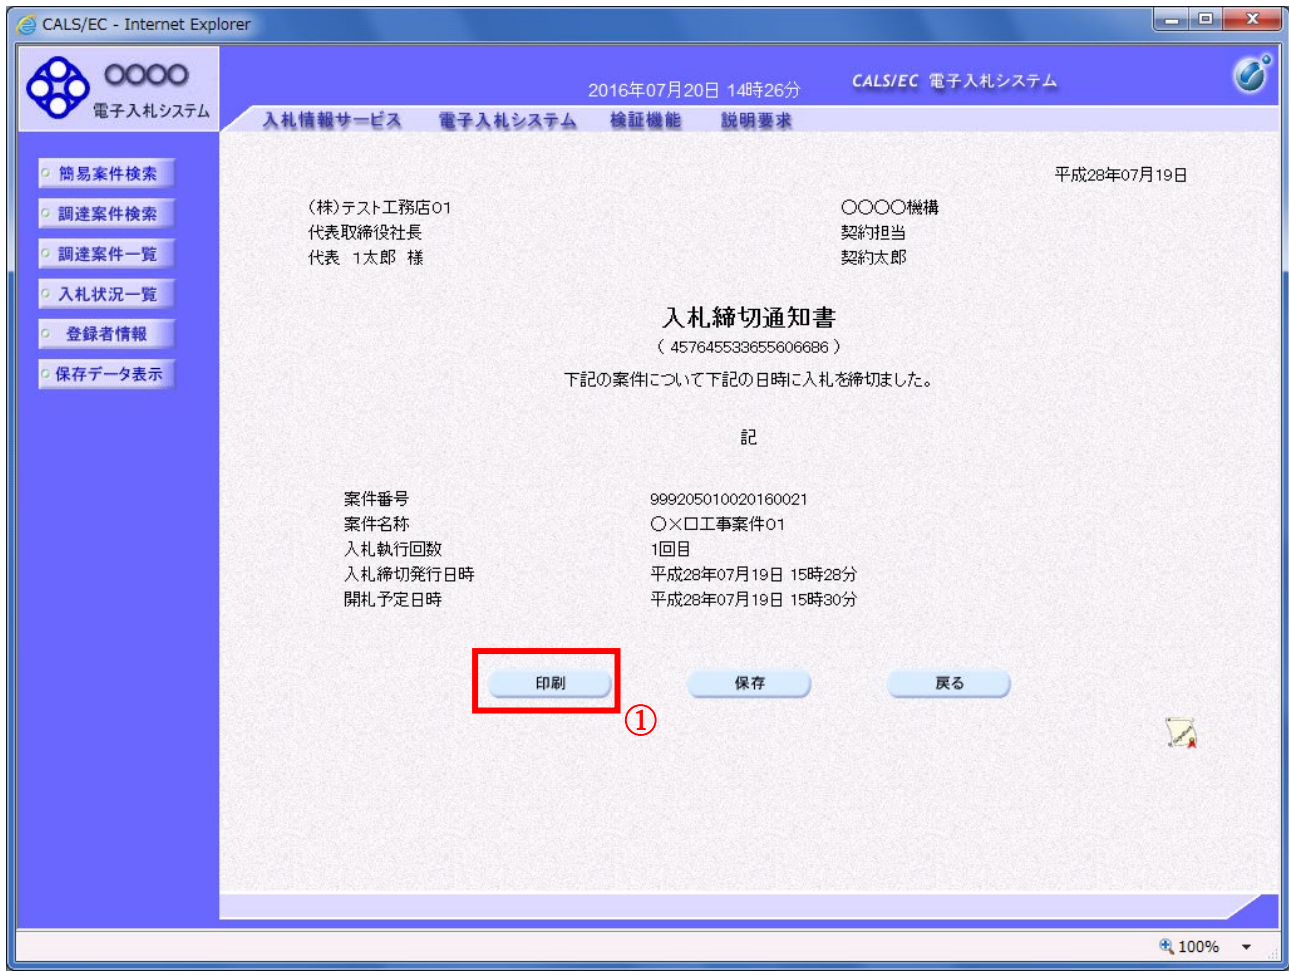 CALS/EC - Internet Explorer
〇〇〇〇
電子入札システム
2016年07月20日 14時26分
CALS/EC 電子入札システム
入札情報サービス 電子入札システム 検証機能 説明要求
簡易案件検索
調達案件検索
調達案件一覧
入札状況一覧
登録者情報
保存データ表示
平成28年07月19日
(株)テスト工務店01
代表取締役社長
代表 1太郎 様
〇〇〇〇機構
契約担当
契約太郎
入札締切通知書
( 457645533655606686 )
下記の案件について下記の日時に入札を締切ました。
記
案件番号 999205010020160021
案件名称 〇×口工事案件01
入札執行回数 1回目
入札締切発行日時 平成28年07月19日 15時28分
開札予定日時 平成28年07月19日 15時30分
印刷 保存 戻る
①
100%